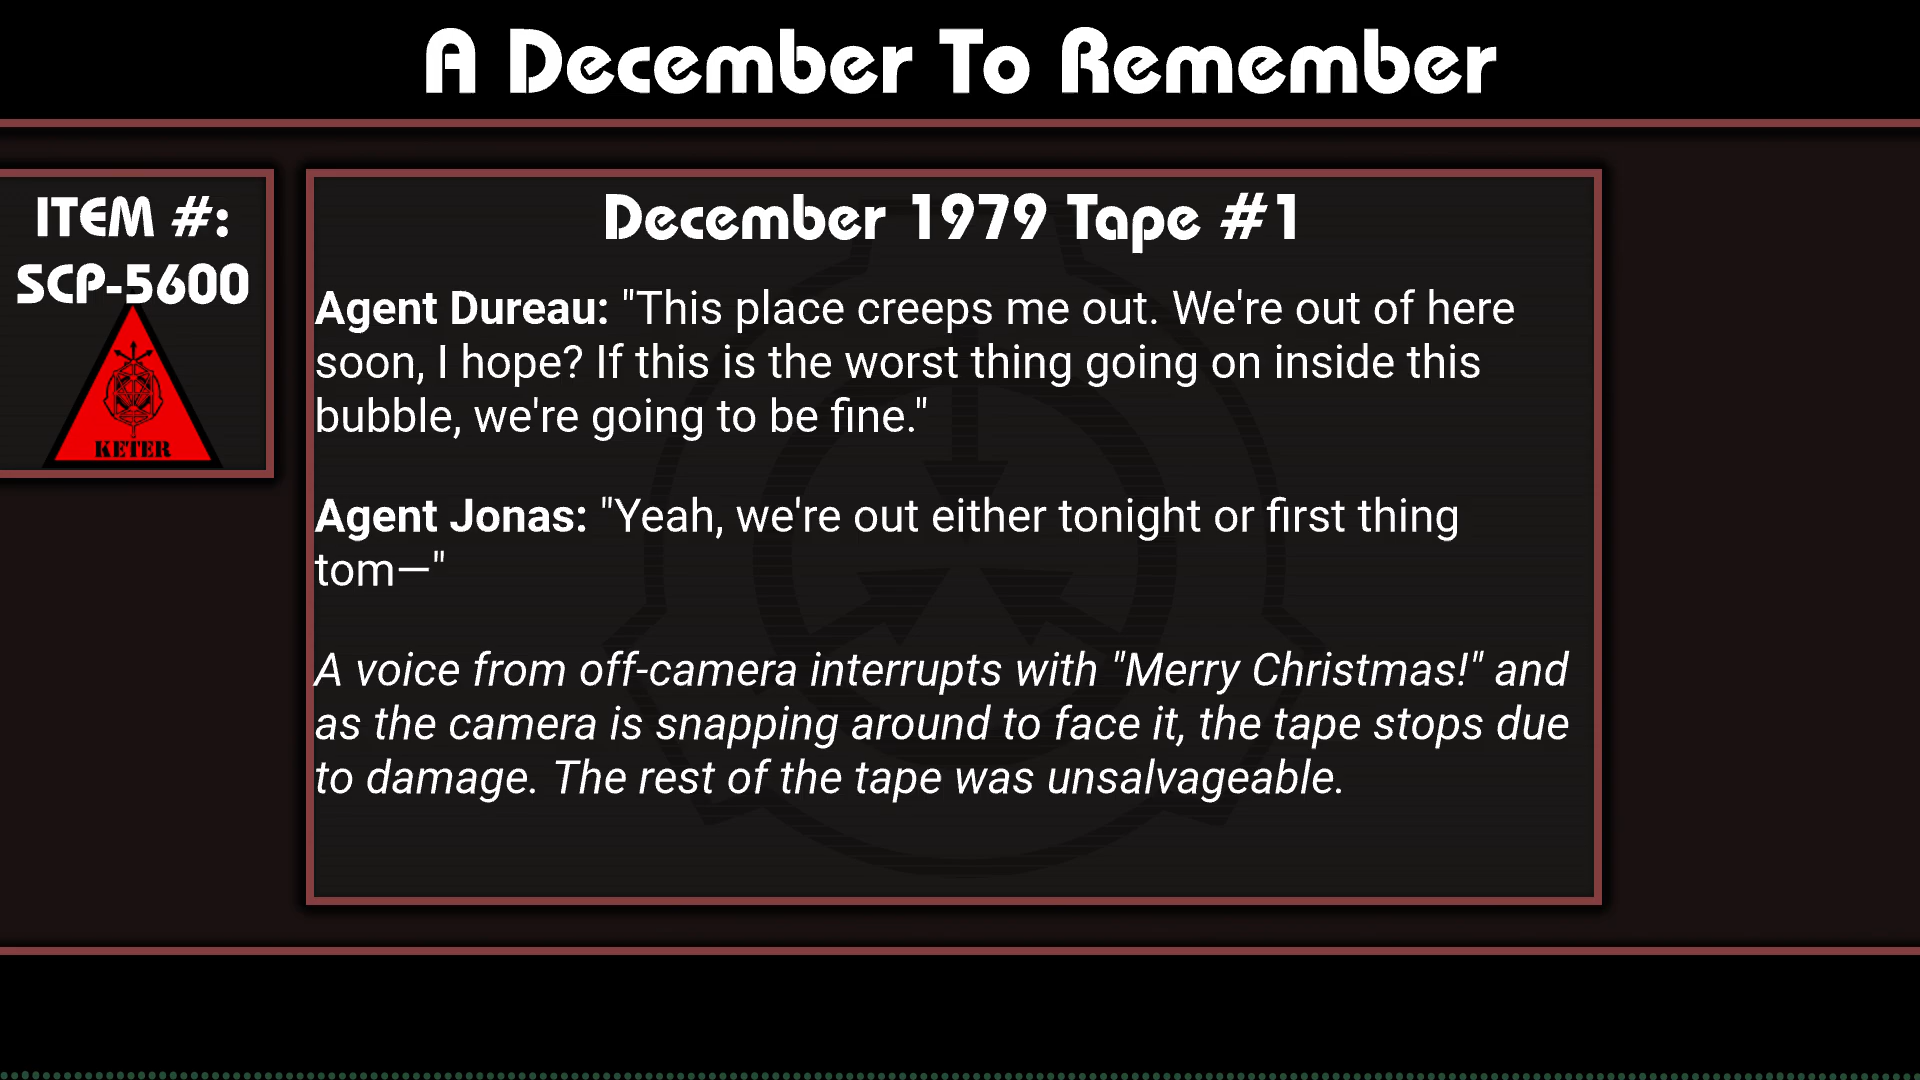 A December To Remember
ITEM #:
SCP-5600
KETER
December 1979 Tape #1
Agent Dureau: "This place creeps me out. We're out of here
soon, I hope? If this is the worst thing going on inside this
bubble, we're going to be fine."
Agent Jonas: "Yeah, we're out either tonight or first thing
tom—"
A voice from off-camera interrupts with "Merry Christmas!" and
as the camera is snapping around to face it, the tape stops due
to damage. The rest of the tape was unsalvageable.